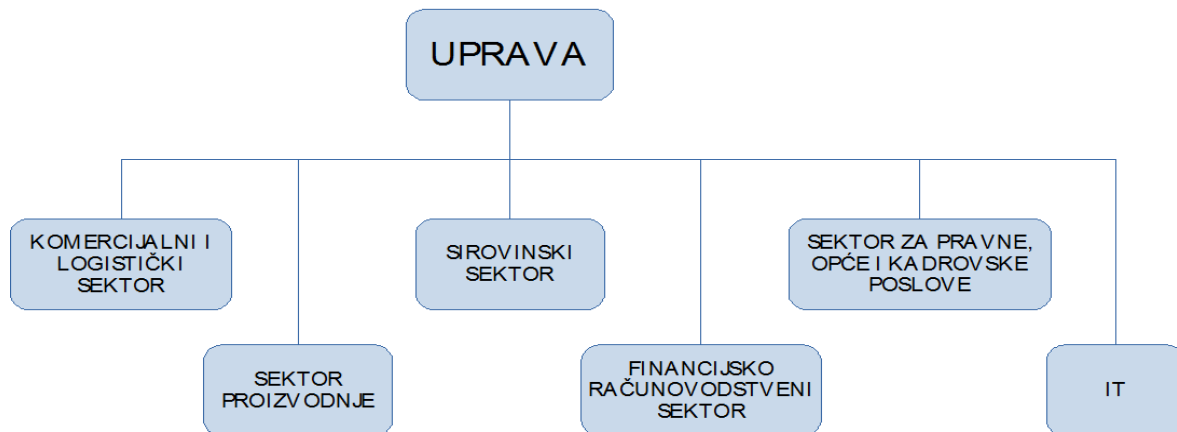 UPRAVA
KOMERCIJALNI I
LOGISTIČKI
SEKTOR
SIROVINSKI
SEKTOR
SEKTOR ZA PRAVNE,
OPĆE I KADROVSKE
POSLOVE
SEKTOR
PROIZVODNJE
FINANCIJSKO
RAČUNOVODSTVENI
SEKTOR
IT